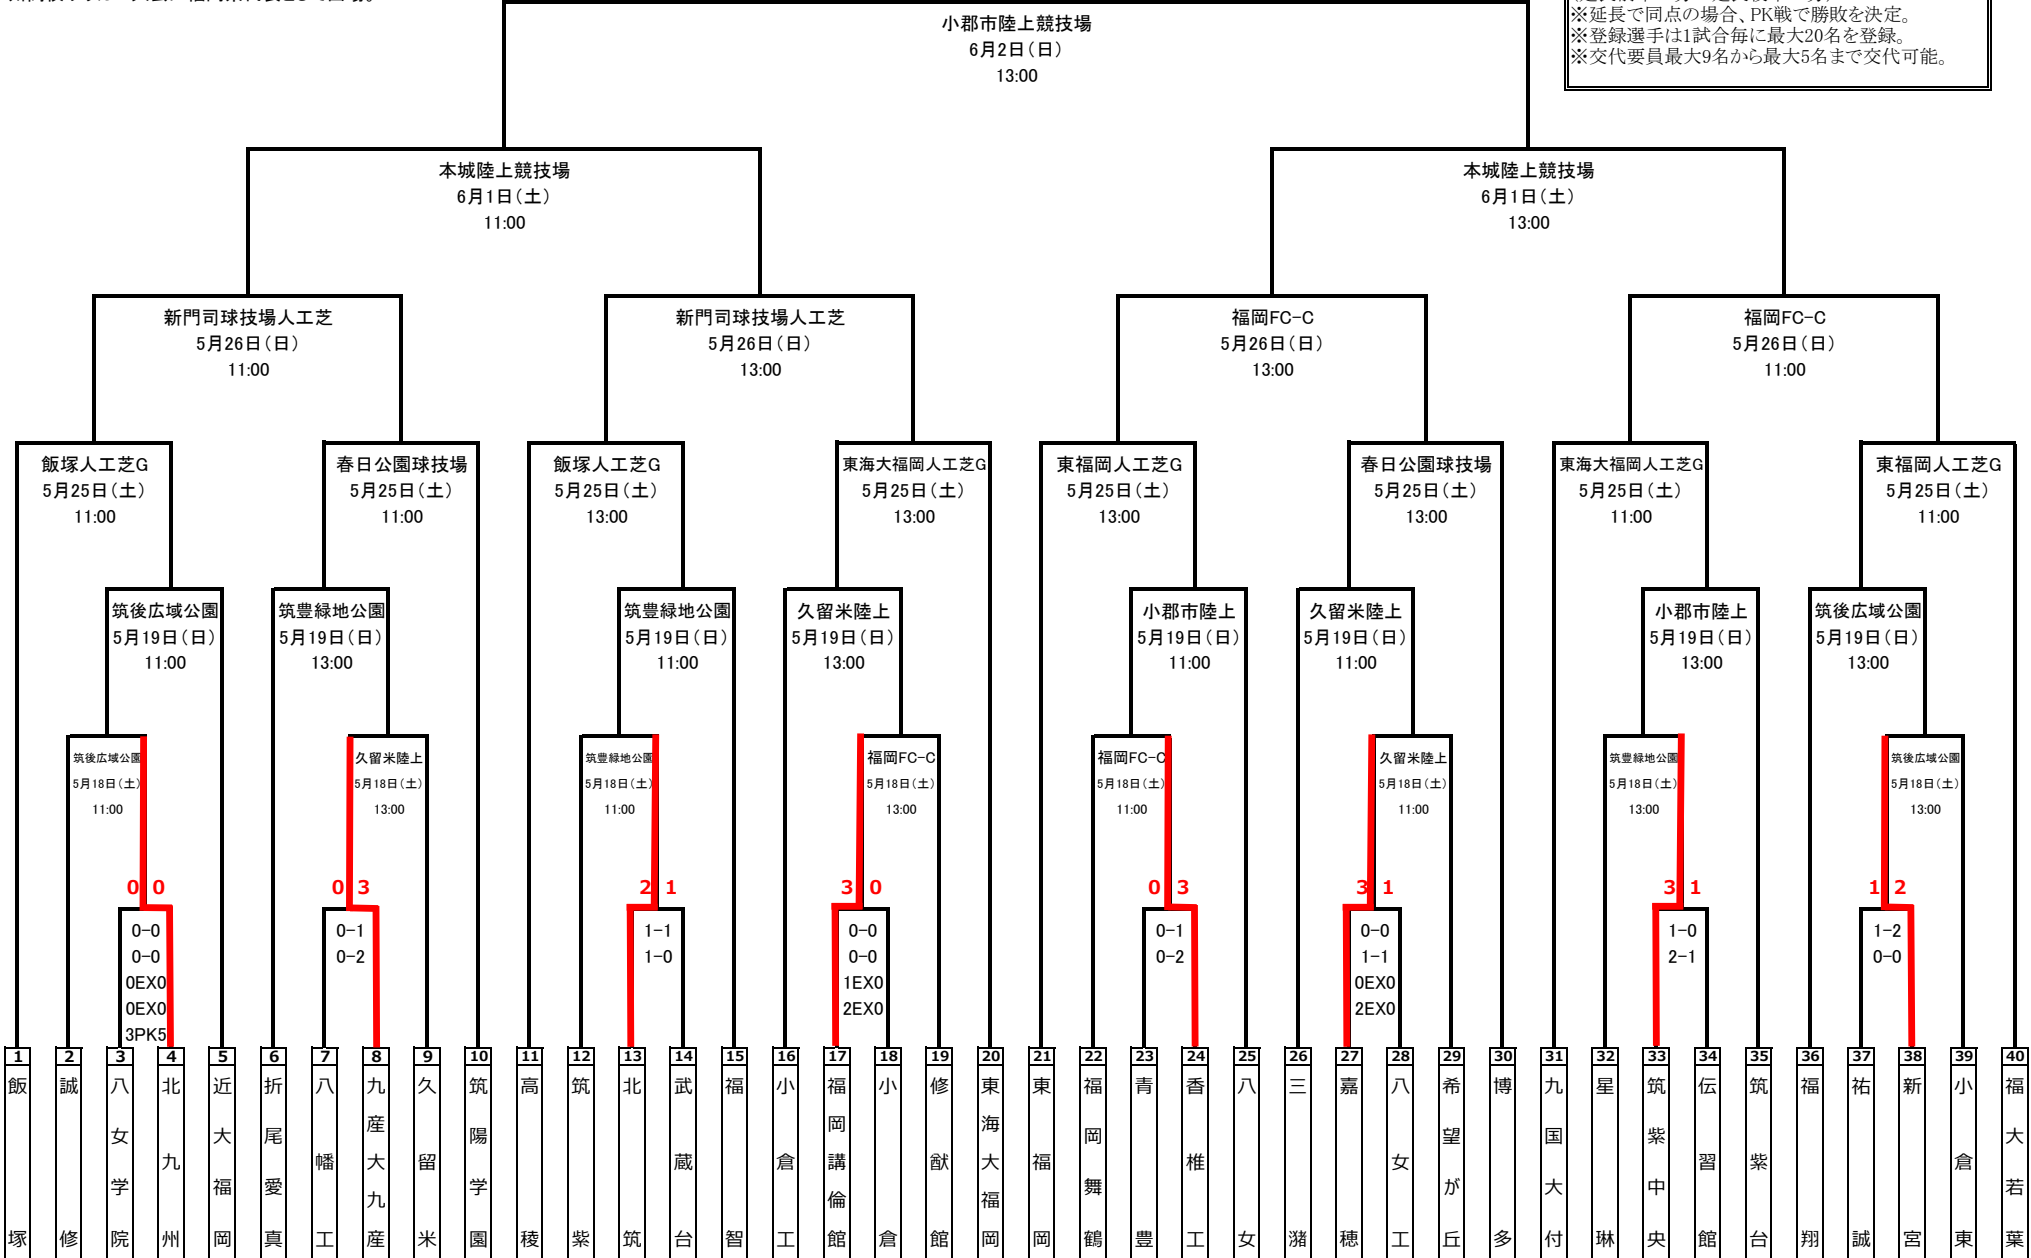 小郡市陸上競技場
6月2日(日)
13:00
※延長で同点の場合、PK戦で勝敗を決定。
※登録選手は1試合毎に最大20名を登録。
※交代要員最大9名から最大5名まで交代可能。
本城陸上競技場
6月1日(土)
11:00
本城陸上競技場
6月1日(土)
13:00
新門司球技場人工芝
5月26日(日)
11:00
新門司球技場人工芝
5月26日(日)
13:00
福岡FC-C
5月26日(日)
13:00
福岡FC-C
5月26日(日)
11:00
飯塚人工芝G
5月25日(土)
11:00
春日公園球技場
5月25日(土)
11:00
飯塚人工芝G
5月25日(土)
13:00
東海大福岡人工芝G
5月25日(土)
13:00
東福岡人工芝G
5月25日(土)
13:00
春日公園球技場
5月25日(土)
13:00
東海大福岡人工芝G
5月25日(土)
11:00
東福岡人工芝G
5月25日(土)
11:00
筑後広域公園
5月19日(日)
11:00
筑豊緑地公園
5月19日(日)
13:00
筑豊緑地公園
5月19日(日)
11:00
久留米陸上
5月19日(日)
13:00
小郡市陸上
5月19日(日)
11:00
久留米陸上
5月19日(日)
11:00
小郡市陸上
5月19日(日)
13:00
筑後広域公園
5月19日(日)
13:00
筑後広域公園
5月18日(土)
11:00
久留米陸上
5月18日(土)
13:00
筑豊緑地公園
5月18日(土)
11:00
福岡FC-C
5月18日(土)
13:00
福岡FC-C
5月18日(土)
11:00
久留米陸上
5月18日(土)
11:00
筑豊緑地公園
5月18日(土)
13:00
筑後広域公園
5月18日(土)
13:00
0 0
0-0
0-0
0EX0
0EX0
3PK5
0 3
0-1
0-2
2 1
1-1
1-0
3 0
0-0
0-0
1EX0
2EX0
0 3
0-1
0-2
3 1
0-0
1-1
0EX0
2EX0
3 1
1-0
2-1
1 2
1-2
0-0
1 飯塚
2 誠修
3 八女学院
4 北九州
5 近大福岡
6 折尾愛真
7 八幡工
8 九産大九産
9 久留米
10 筑陽学園
11 高稜
12 筑紫
13 北筑
14 武蔵台
15 福智
16 小倉工
17 福岡講倫館
18 小倉
19 修猷館
20 東海大福岡
21 東福岡
22 福岡舞鶴
23 青豊
24 香椎工
25 八女
26 三潴
27 嘉穂
28 八女工
29 希望が丘
30 博多
31 九国大付
32 星琳
33 筑紫中央
34 伝習館
35 筑紫台
36 福翔
37 祐誠
38 新宮
39 小倉東
40 福大若葉